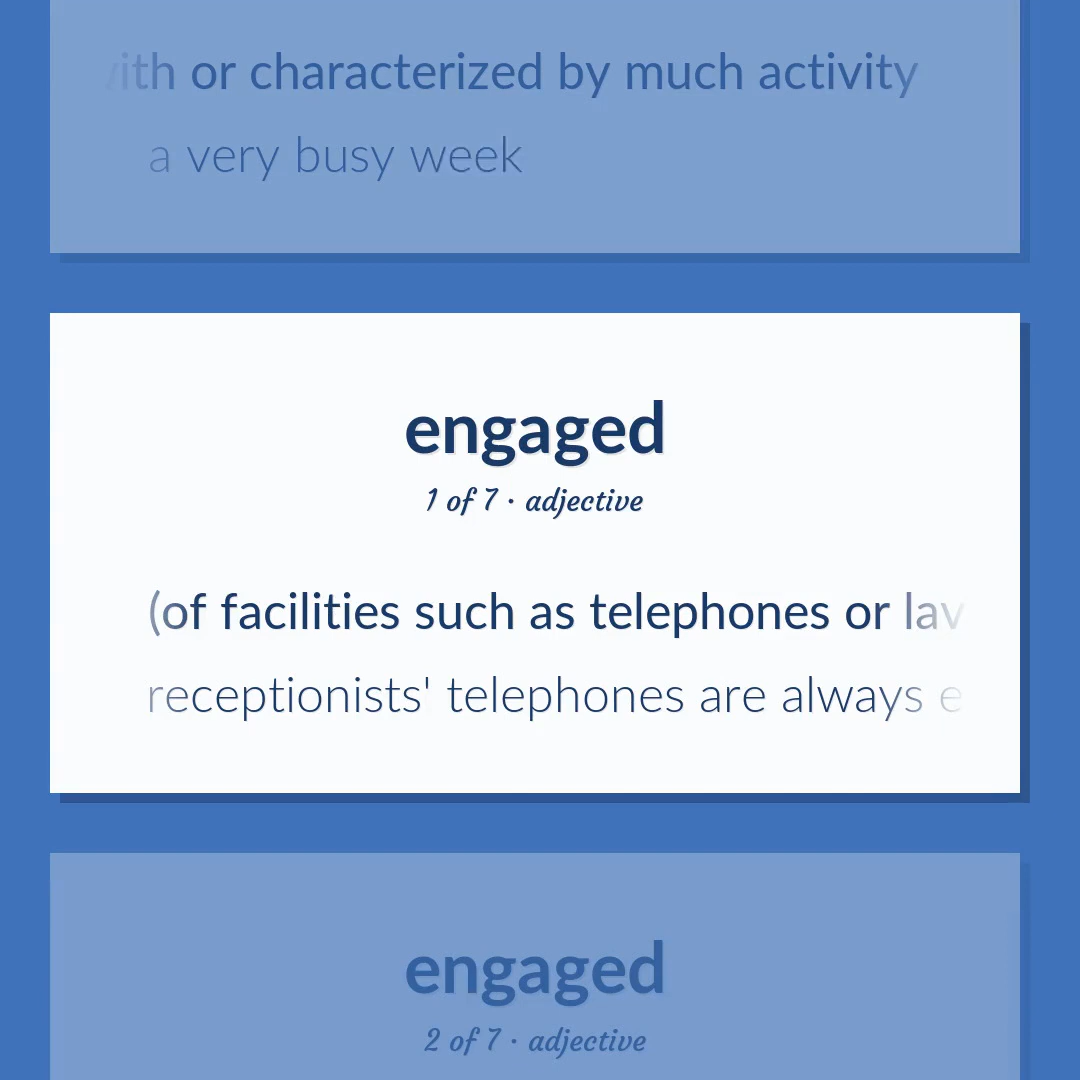 or characterized by much activity
a very busy week
engaged
1 of 7 · adjective
(of facilities such as telephones or
receptionists' telephones are always
engaged
2 of 7 · adjective